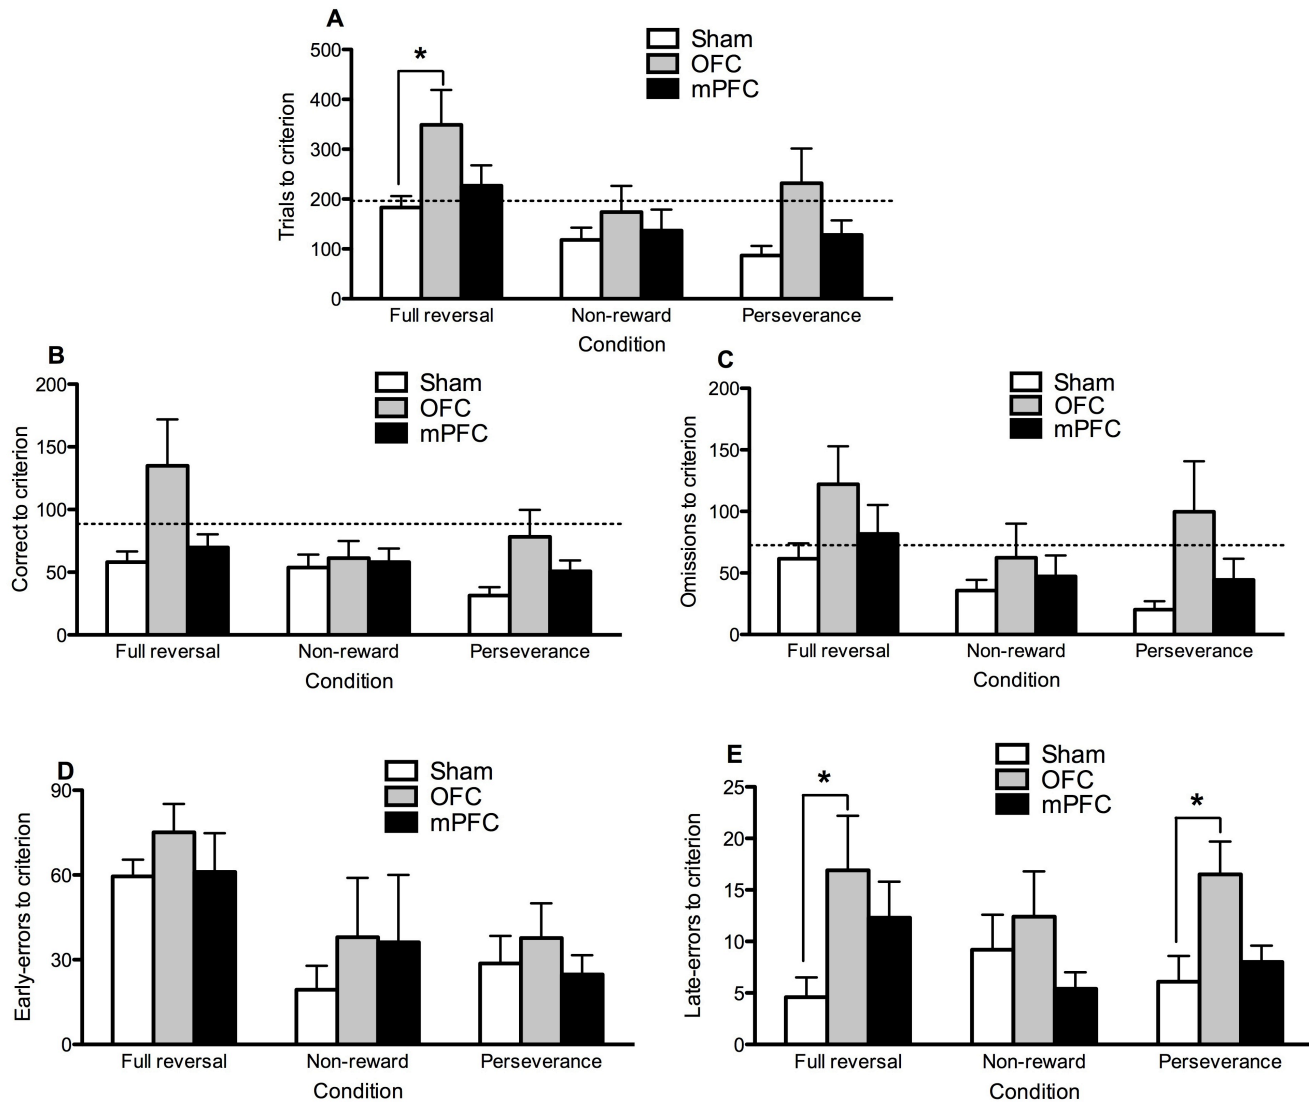 A
Sham
OFC
mPFC
*
500
400
300
200
100
0
Trials to criterion
Full reversal Non-reward Perseverance
Condition
B
Sham
OFC
mPFC
200
150
100
50
0
Correct to criterion
Full reversal Non-reward Perseverance
Condition
C
Sham
OFC
mPFC
200
150
100
50
0
Omissions to criterion
Full reversal Non-reward Perseverance
Condition
D
Sham
OFC
mPFC
90
60
30
0
Early-errors to criterion
Full reversal Non-reward Perseverance
Condition
E
Sham
OFC
mPFC
* *
25
20
15
10
5
0
Late-errors to criterion
Full reversal Non-reward Perseverance
Condition